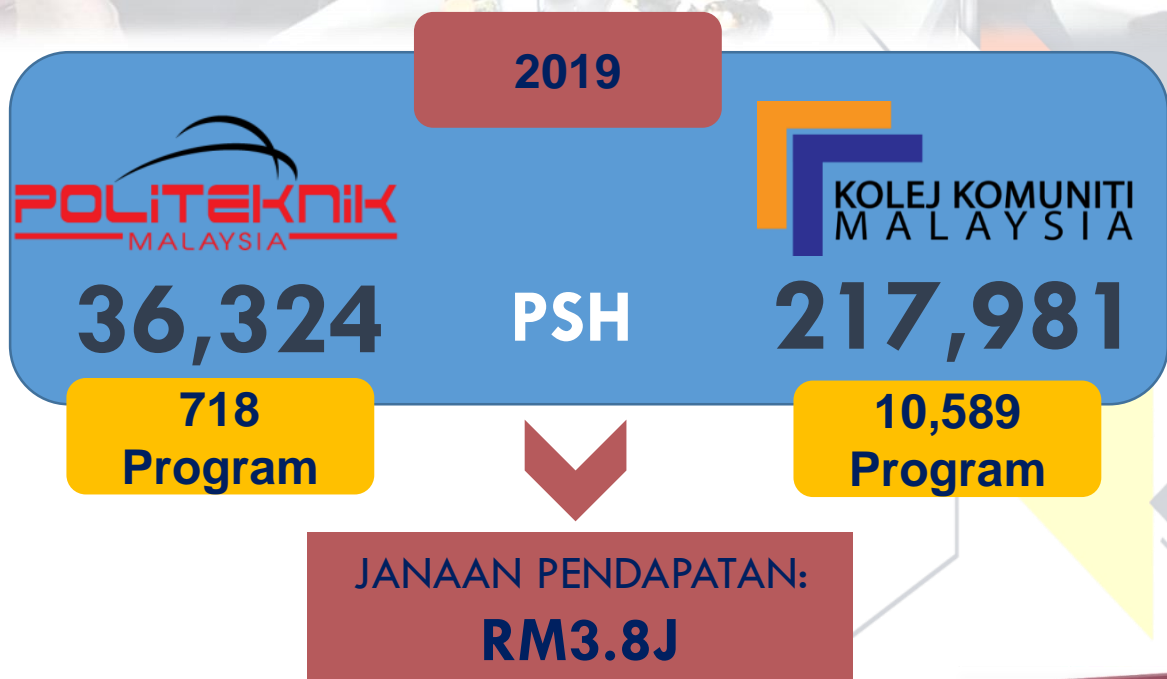 2019
POLiTEKNiK
MALAYSIA
KOLEJ KOMUNITI
MALAYSIA
36,324
PSH
217,981
718
Program
10,589
Program
JANAAN PENDAPATAN:
RM3.8J